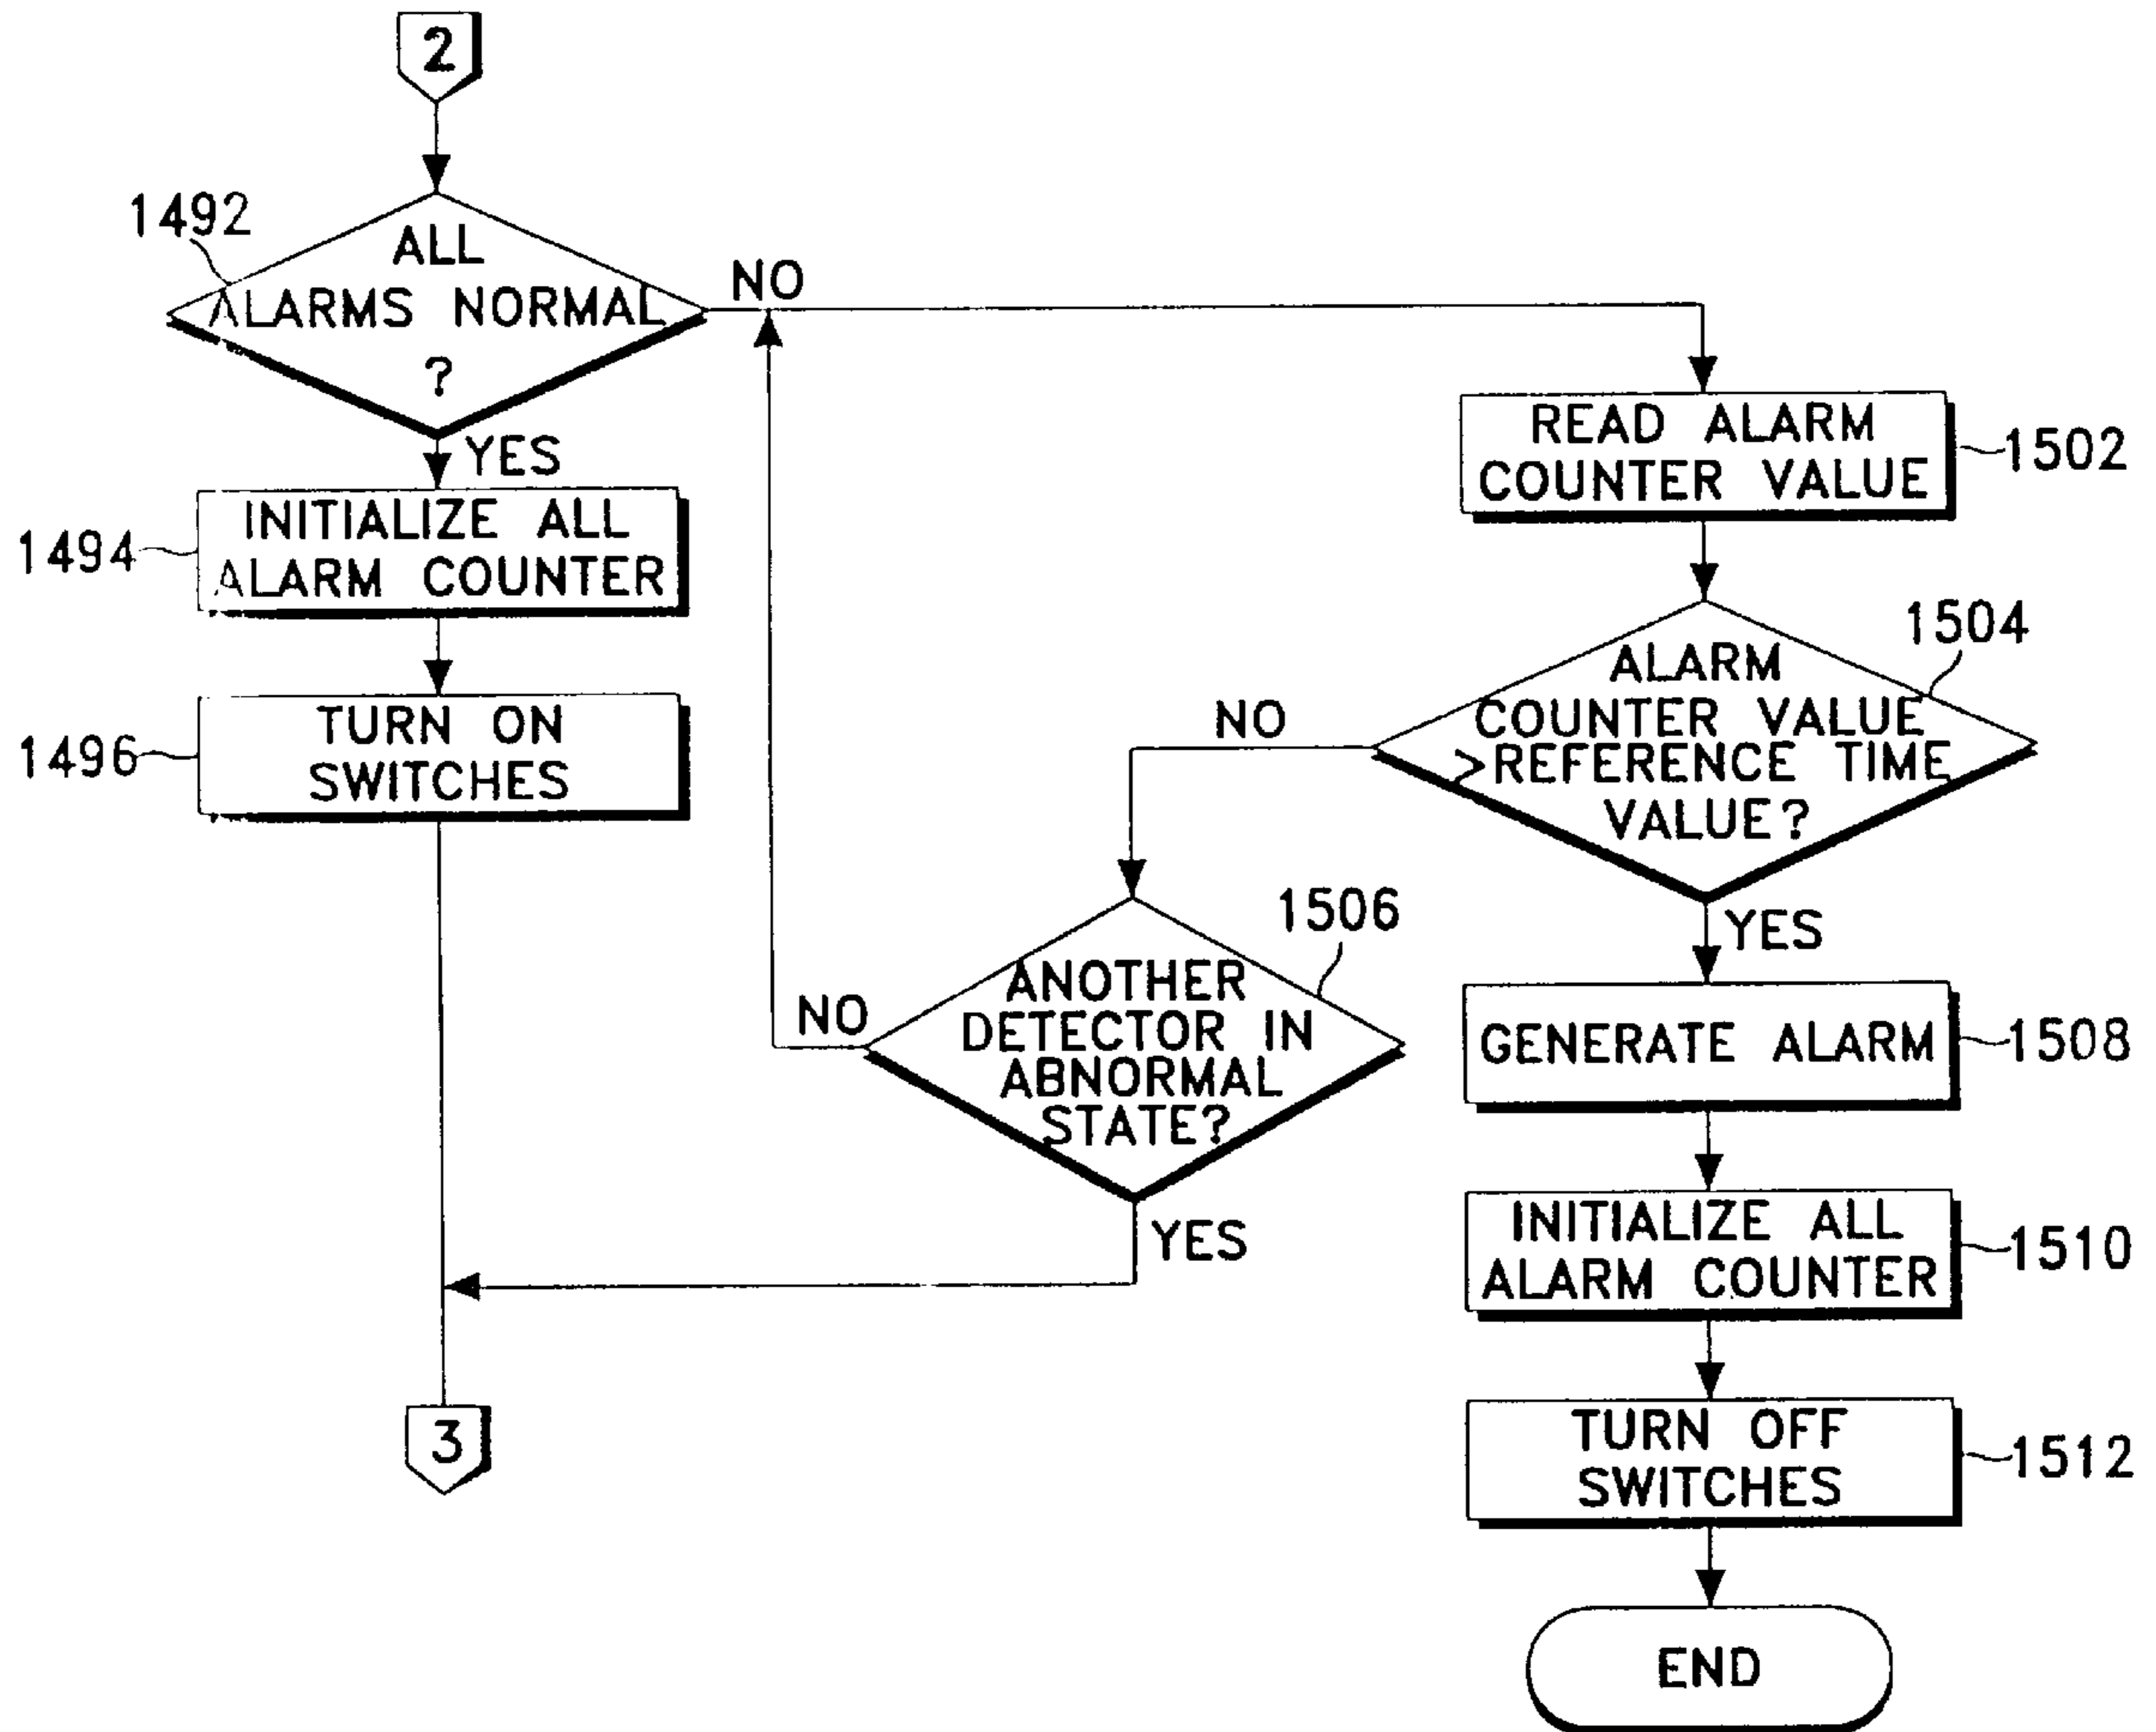 2
1492
ALL
ALARMS NORMAL
?
NO
YES
1494
INITIALIZE ALL
ALARM COUNTER
1496
TURN ON
SWITCHES
READ ALARM
COUNTER VALUE
1502
1504
ALARM
COUNTER VALUE
>REFERENCE TIME
VALUE?
NO
YES
1506
ANOTHER
DETECTOR IN
ABNORMAL
STATE?
NO
YES
GENERATE ALARM
1508
INITIALIZE ALL
ALARM COUNTER
1510
TURN OFF
SWITCHES
1512
3
END